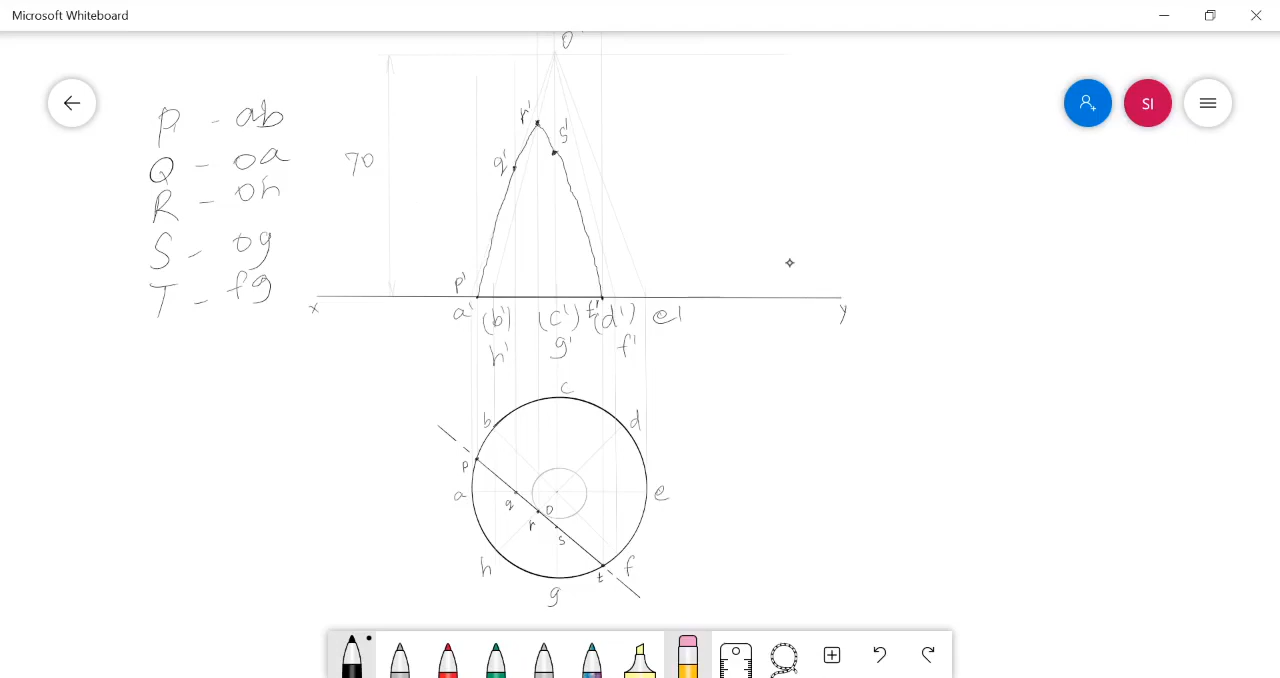 Microsoft Whiteboard
SI
P - ab
Q - oa
R - oh
S - og
T - fg
70
o'
r'
s'
q'
p'
x
a' (b') (c') t' (d') e'
y
h' g' f'
c
b d
p
a q o e
r s
h t f
g